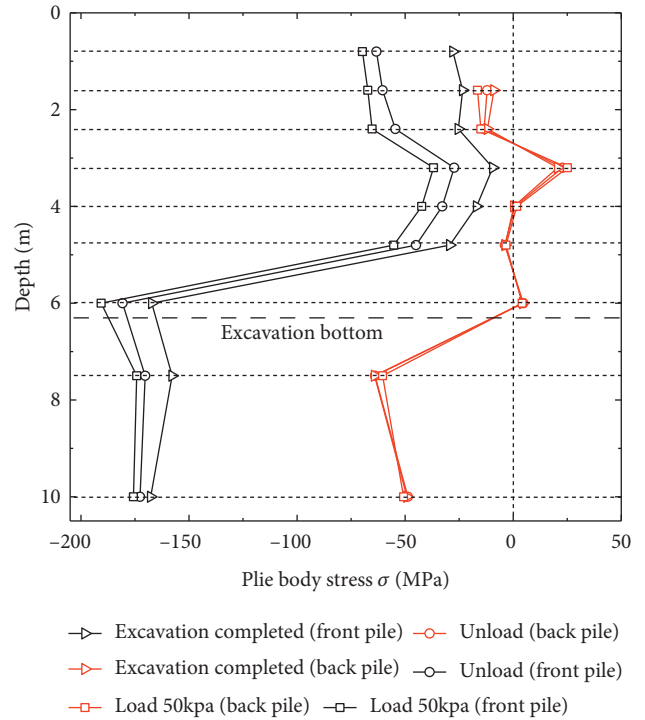 0
2
4
6
8
10
Depth (m)
Excavation bottom
−200 −150 −100 −50 0 50
Plie body stress σ (MPa)
Excavation completed (front pile) Unload (back pile)
Excavation completed (back pile) Unload (front pile)
Load 50kpa (back pile) Load 50kpa (front pile)